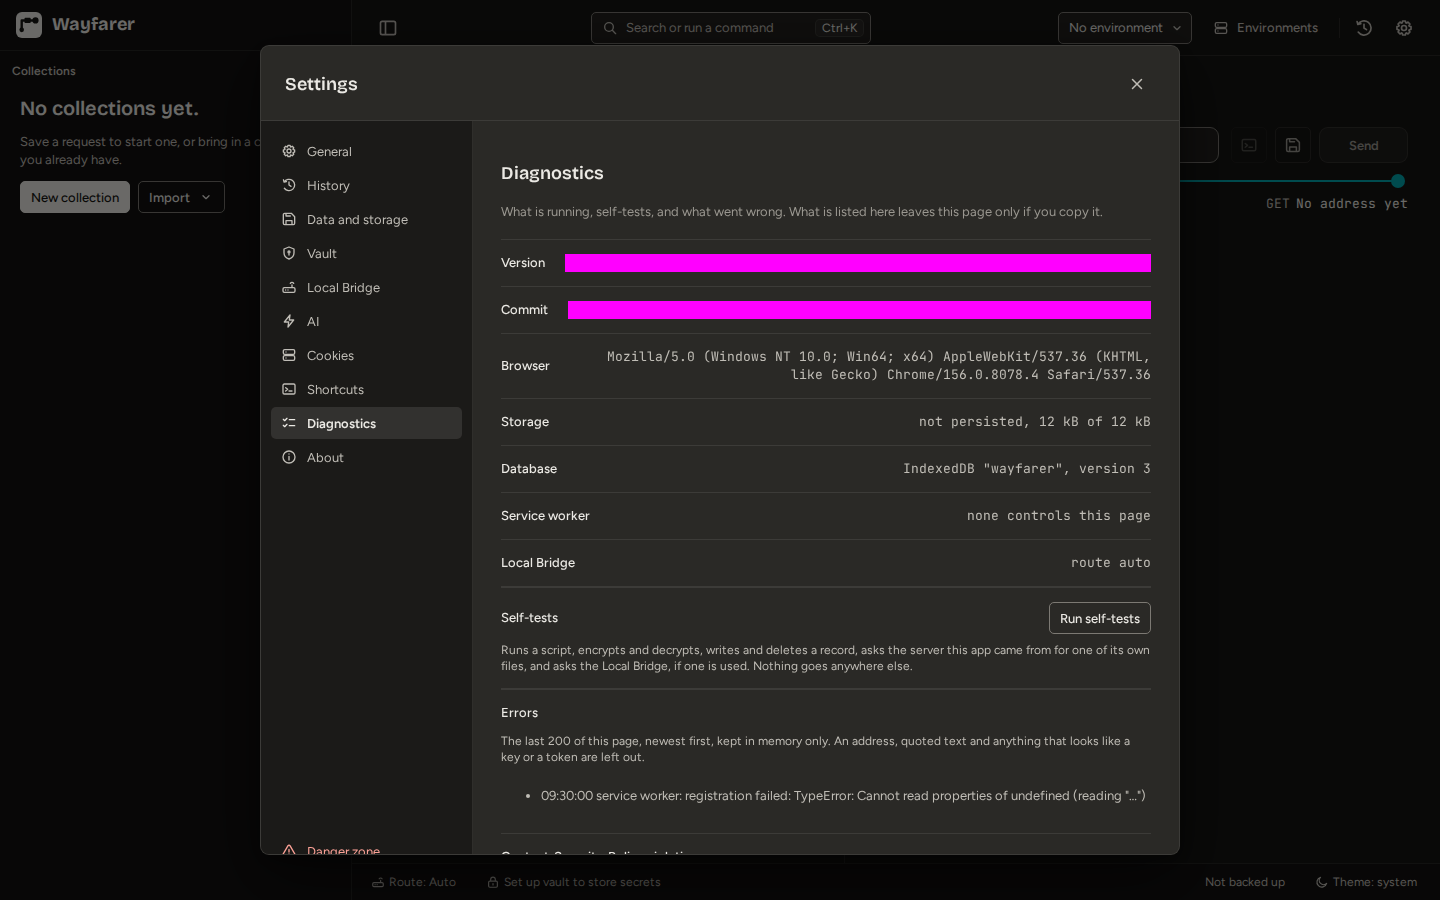 Wayfarer
Search or run a command
Ctrl+K
No environment
Environments
Collections
No collections yet.
Save a request to start one, or bring in a c
you already have.
New collection
Import
Send
GET No address yet
Settings
General
History
Data and storage
Vault
Local Bridge
AI
Cookies
Shortcuts
Diagnostics
About
Danger zone
Diagnostics
What is running, self-tests, and what went wrong. What is listed here leaves this page only if you copy it.
Version
Commit
Browser
Mozilla/5.0 (Windows NT 10.0; Win64; x64) AppleWebKit/537.36 (KHTML,
like Gecko) Chrome/156.0.8078.4 Safari/537.36
Storage
not persisted, 12 kB of 12 kB
Database
IndexedDB "wayfarer", version 3
Service worker
none controls this page
Local Bridge
route auto
Self-tests
Run self-tests
Runs a script, encrypts and decrypts, writes and deletes a record, asks the server this app came from for one of its own
files, and asks the Local Bridge, if one is used. Nothing goes anywhere else.
Errors
The last 200 of this page, newest first, kept in memory only. An address, quoted text and anything that looks like a
key or a token are left out.
• 09:30:00 service worker: registration failed: TypeError: Cannot read properties of undefined (reading "…")
Route: Auto
Set up vault to store secrets
Not backed up
Theme: system